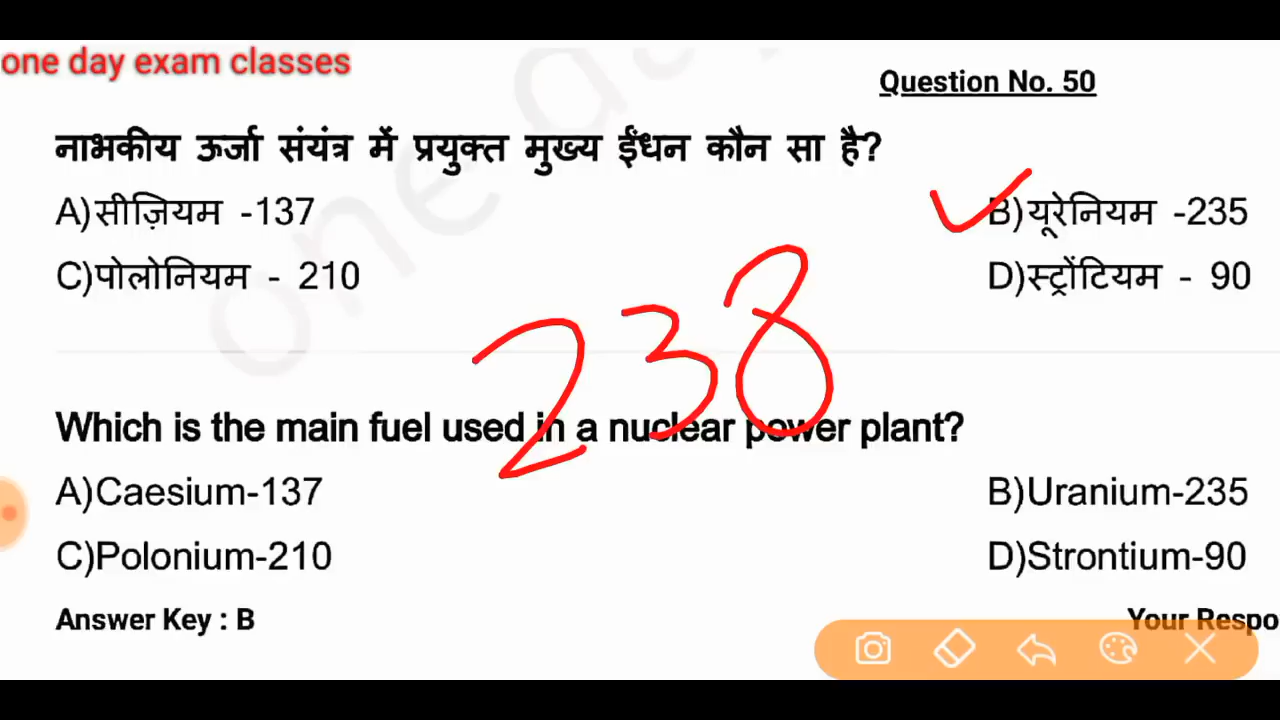 one day exam classes
Question No. 50
नाभकीय ऊर्जा संयंत्र में प्रयुक्त मुख्य ईंधन कौन सा है?
A)सीज़ियम -137
B)यूरेनियम -235
C)पोलोनियम - 210
D)स्ट्रोंटियम - 90
238
Which is the main fuel used in a nuclear power plant?
A)Caesium-137
B)Uranium-235
C)Polonium-210
D)Strontium-90
Answer Key : B
Your Respo